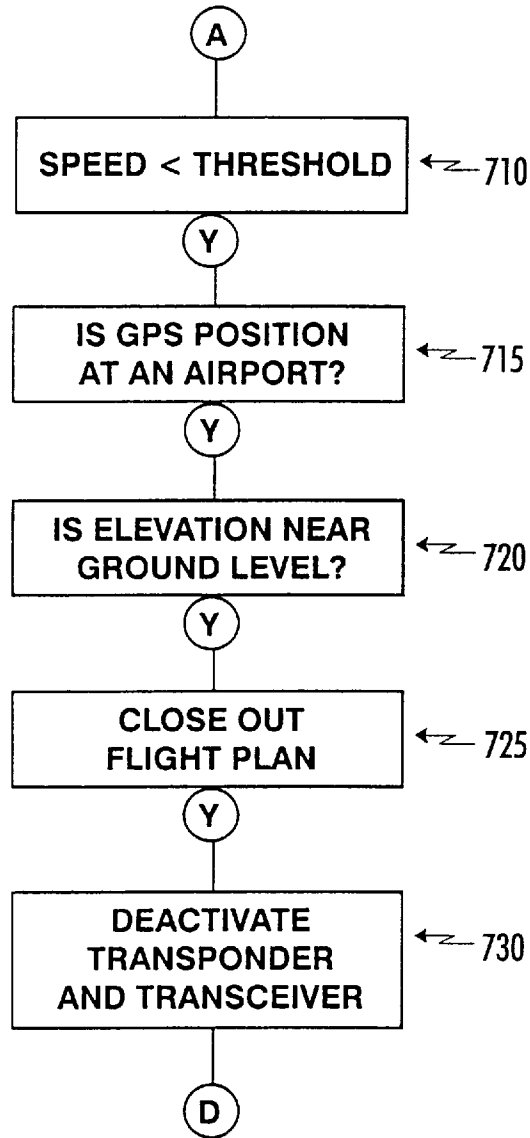 A
SPEED < THRESHOLD
710
Y
IS GPS POSITION
AT AN AIRPORT?
715
Y
IS ELEVATION NEAR
GROUND LEVEL?
720
Y
CLOSE OUT
FLIGHT PLAN
725
Y
DEACTIVATE
TRANSPONDER
AND TRANSCEIVER
730
D